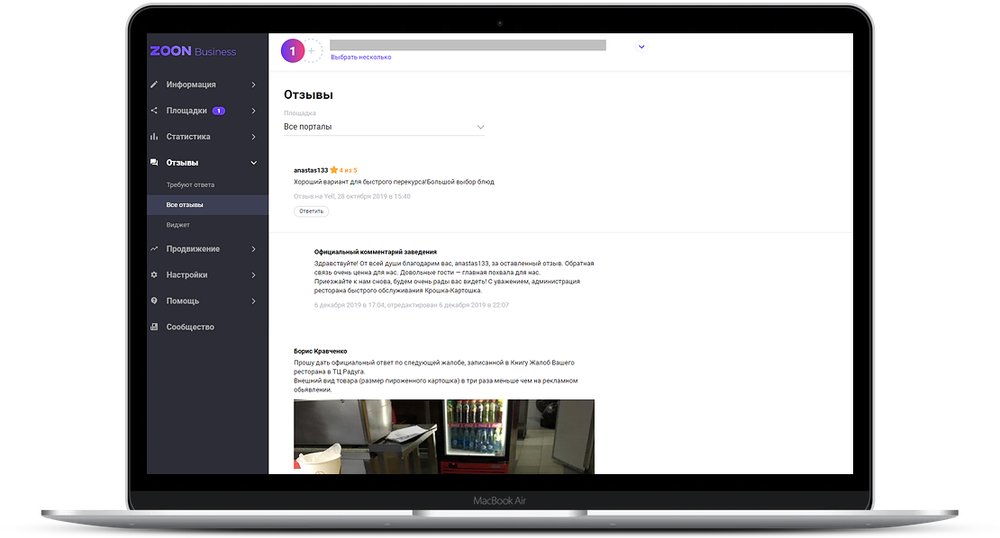 ZOON Business
Информация
Площадки 1
Статистика
Отзывы
Требуют ответа
Все отзывы
Виджет
Продвижение
Настройки
Помощь
Сообщество
1 +
Выбрать несколько
Отзывы
Площадка
Все порталы
anastas133 4 из 5
Хороший вариант для быстрого перекурса!Большой выбор блюд
Отзыв на Yell, 28 октября 2019 в 15:40
Ответить
Официальный комментарий заведения
Здравствуйте! От всей души благодарим вас, anastas133, за оставленный отзыв. Обратная
связь очень ценна для нас. Довольные гости — главная похвала для нас.
Приезжайте к нам снова, будем очень рады вас видеть! С уважением, администрация
ресторана быстрого обслуживания Крошка-Картошка.
6 декабря 2019 в 17:04, отредактирован 6 декабря 2019 в 22:07
Борис Кравченко
Прошу дать официальный ответ по следующей жалобе, записанной в Книгу Жалоб Вашего
ресторана в ТЦ Радуга.
Внешний вид товара (размер пироженного картошка) в три раза меньше чем на рекламном
обьявлении.
MacBook Air